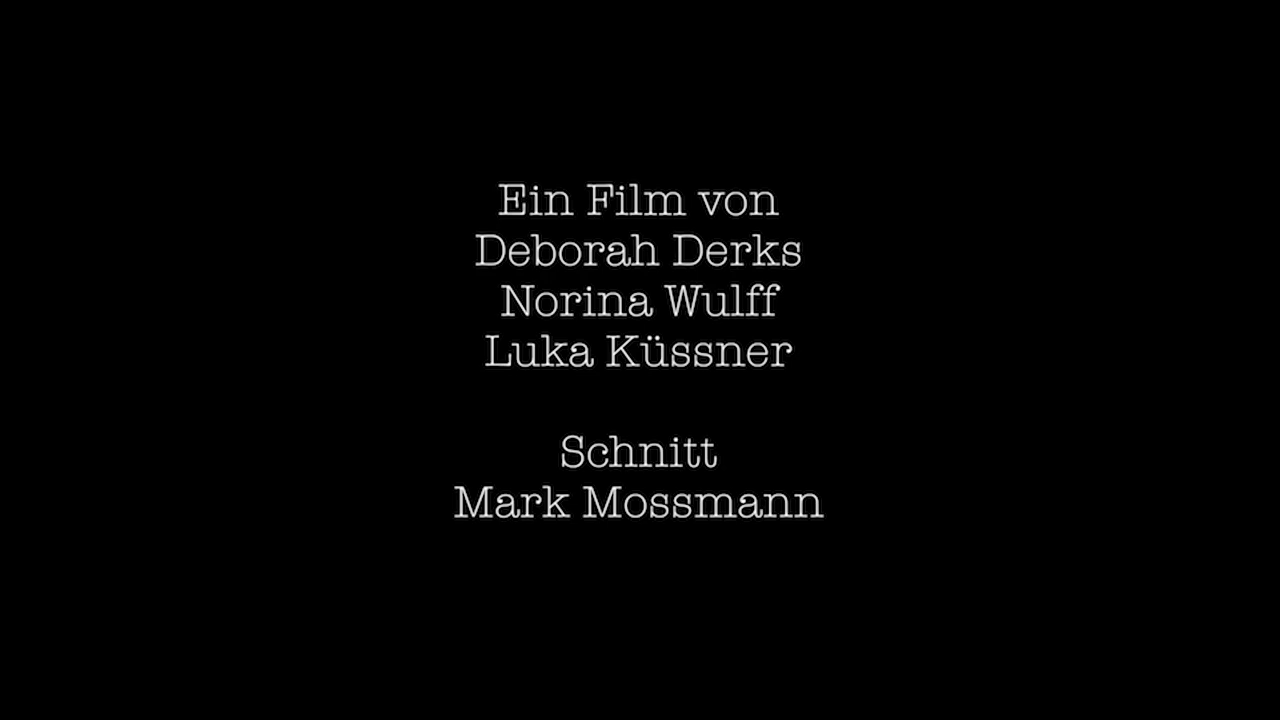 Ein Film von
Deborah Derks
Norina Wulff
Luka Küssner
Schnitt
Mark Mossmann